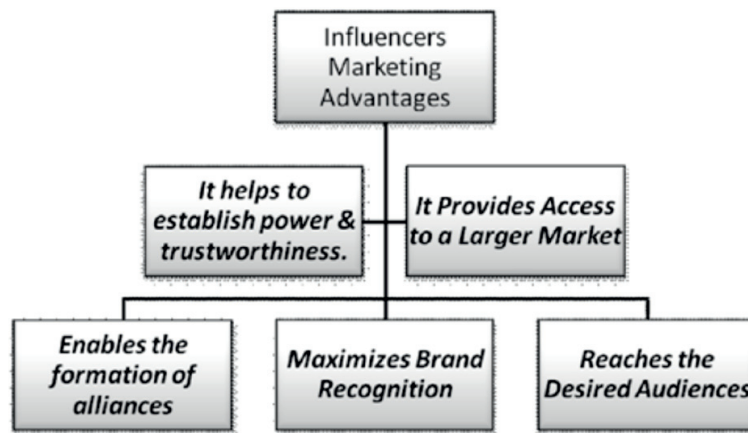 Influencers
Marketing
Advantages
It helps to
establish power &
trustworthiness.
It Provides Access
to a Larger Market
Enables the
formation of
alliances
Maximizes Brand
Recognition
Reaches the
Desired Audiences